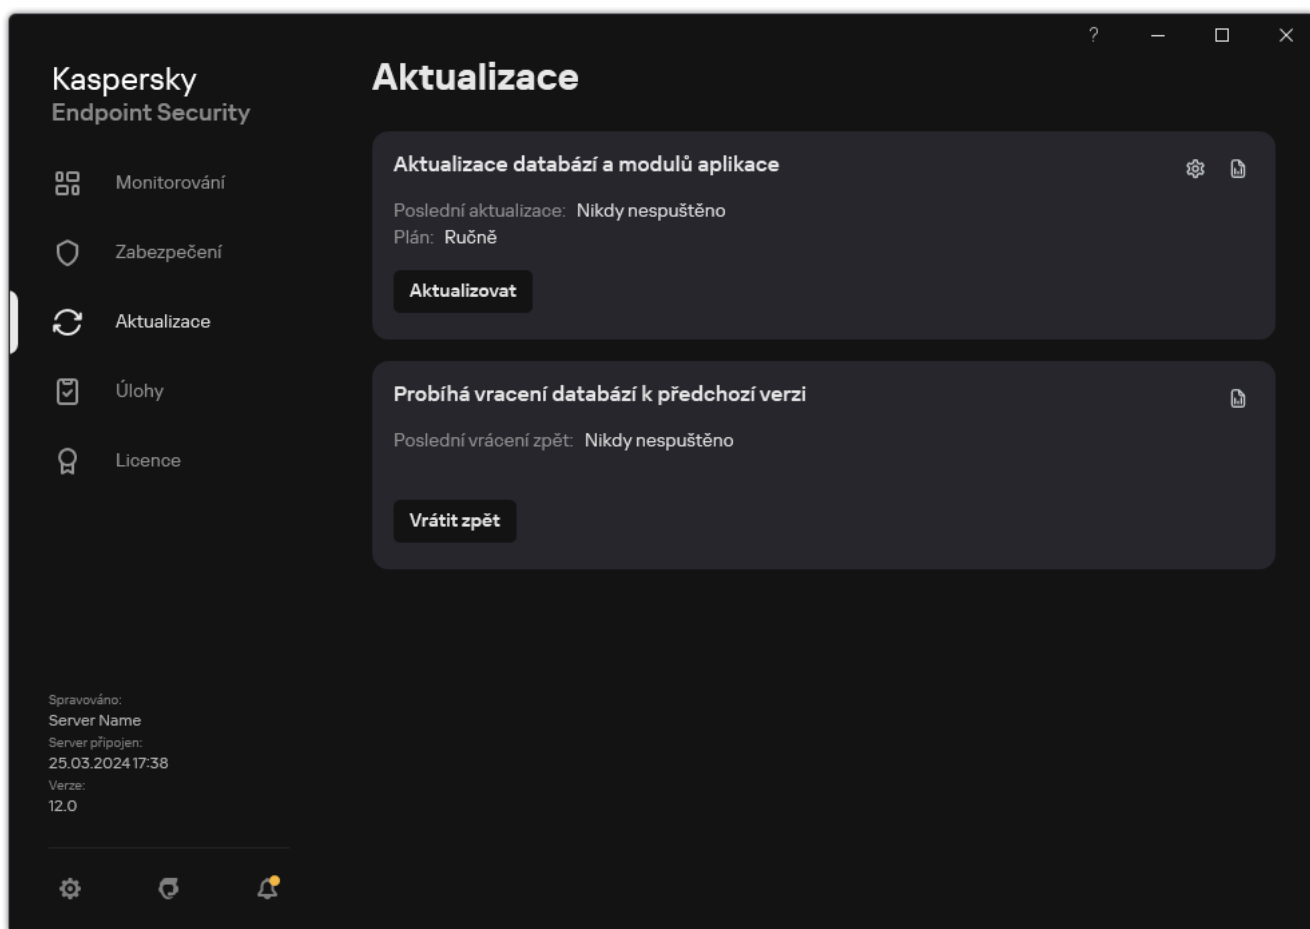 ?
Kaspersky
Endpoint Security
Monitorování
Zabezpečení
Aktualizace
Úlohy
Licence
Spravováno:
Server Name
Server připojen:
25.03.2024 17:38
Verze:
12.0
Aktualizace
Aktualizace databází a modulů aplikace
Poslední aktualizace: Nikdy nespuštěno
Plán: Ručně
Aktualizovat
Probíhá vracení databází k předchozí verzi
Poslední vrácení zpět: Nikdy nespuštěno
Vrátit zpět